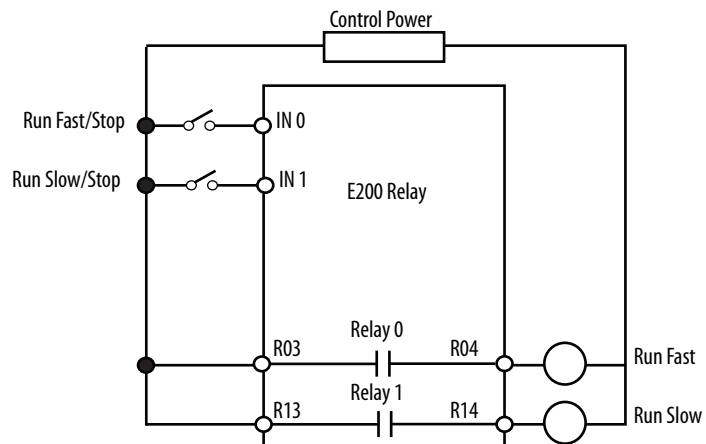 Control Power
Run Fast/Stop
IN 0
Run Slow/Stop
IN 1
E200 Relay
Relay 0
R03
R04
Run Fast
Relay 1
R13
R14
Run Slow